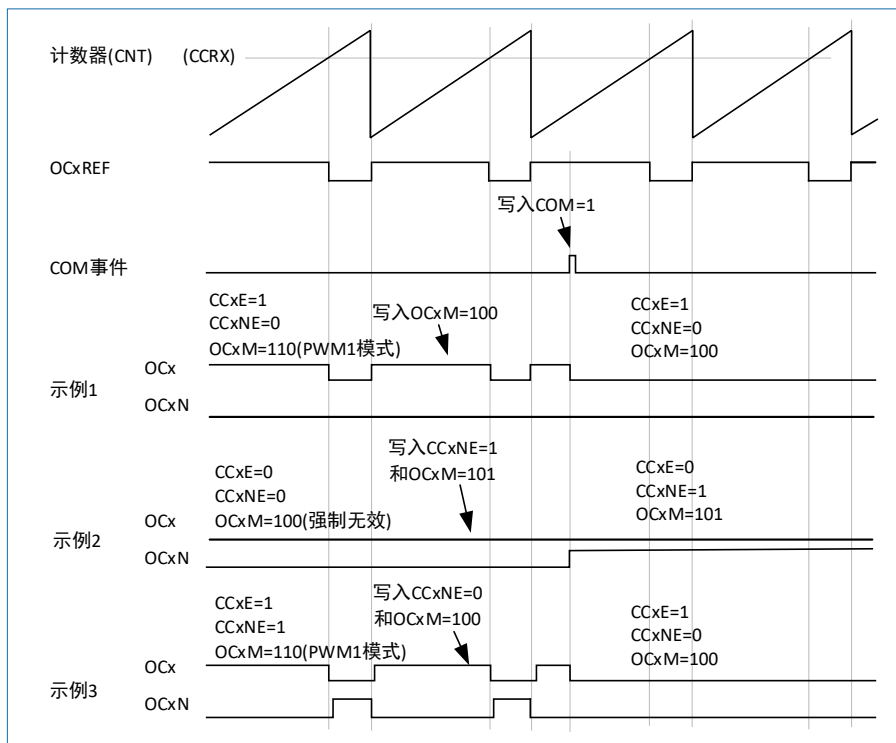 计数器(CNT) (CCRX)
OCxREF
写入COM=1
COM事件
CCxE=1
CCxNE=0
OCxM=110(PWM1模式)
写入OCxM=100
CCxE=1
CCxNE=0
OCxM=100
OCx
示例1
OCxN
写入CCxNE=1
和OCxM=101
CCxE=0
CCxNE=0
OCxM=100(强制无效)
CCxE=0
CCxNE=1
OCxM=101
OCx
示例2
OCxN
写入CCxNE=0
和OCxM=100
CCxE=1
CCxNE=1
OCxM=110(PWM1模式)
CCxE=1
CCxNE=0
OCxM=100
OCx
示例3
OCxN